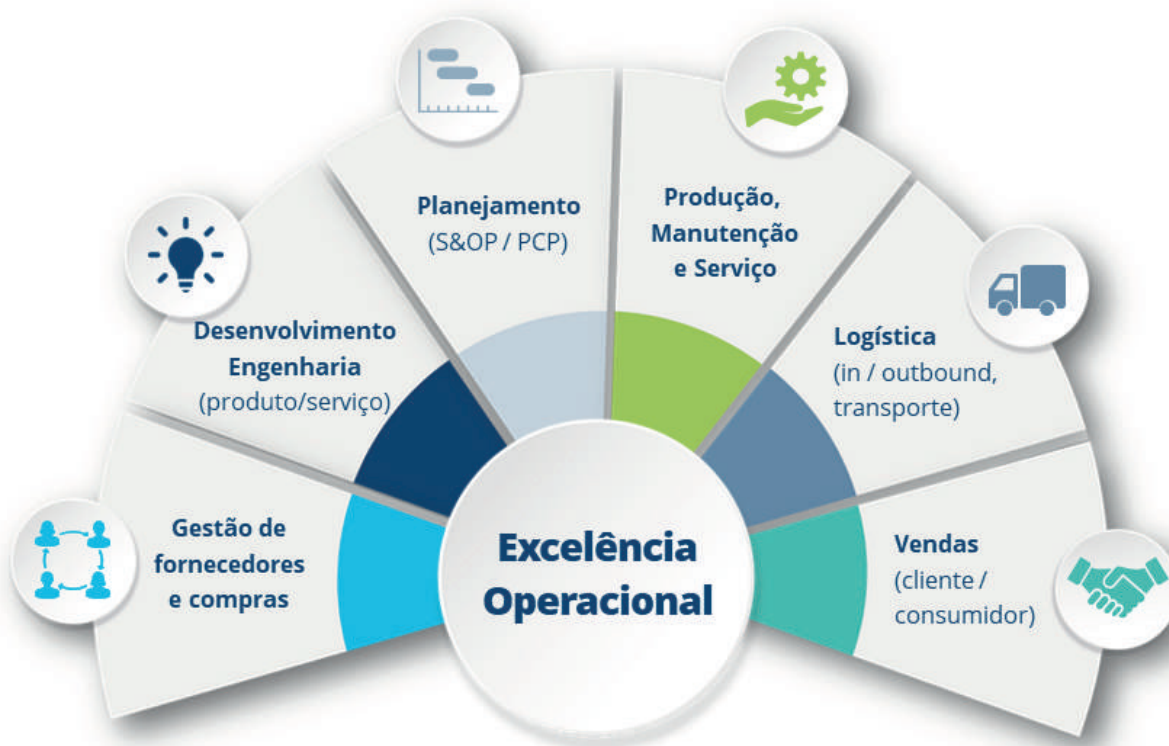 Planejamento
(S&OP / PCP)
Produção,
Manutenção
e Serviço
Desenvolvimento
Engenharia
(produto/serviço)
Logística
(in / outbound,
transporte)
Gestão de
fornecedores
e compras
Excelência
Operacional
Vendas
(cliente /
consumidor)